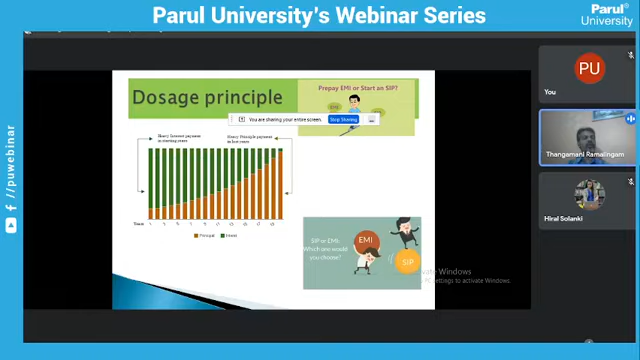 Parul University's Webinar Series
Parul®
University
/puwebinar
Dosage principle
Prepay EMI or Start an SIP?
You are sharing your entire screen.
Stop Sharing
Heavy Interest payment
in starting years
Heavy Principle payment
in last years
Years
Principal
SIP or EMI:
Which one would
you choose?
EMI
SIP
ivate Windows
PC settings to activate Windows.
PU
You
Thangamani Ramalingam
Hiral Solanki